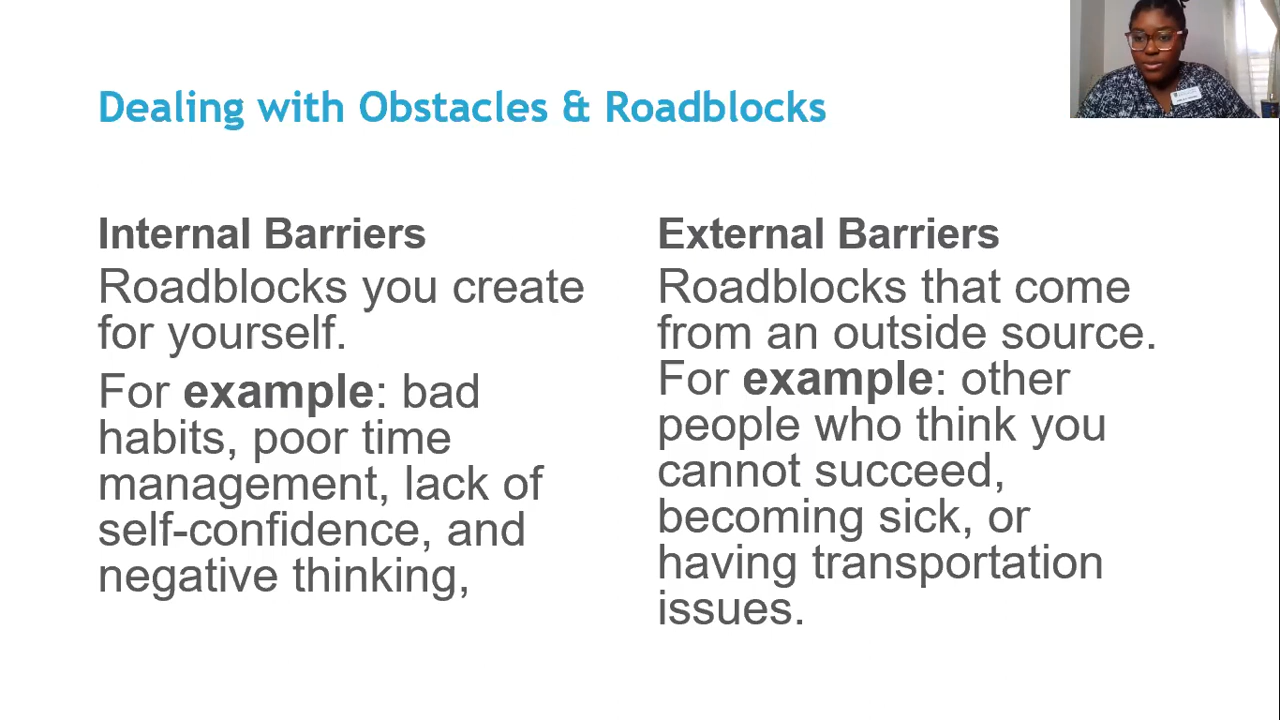 Dealing with Obstacles & Roadblocks
Internal Barriers
Roadblocks you create
for yourself.
For example: bad
habits, poor time
management, lack of
self-confidence, and
negative thinking,
External Barriers
Roadblocks that come
from an outside source.
For example: other
people who think you
cannot succeed,
becoming sick, or
having transportation
issues.